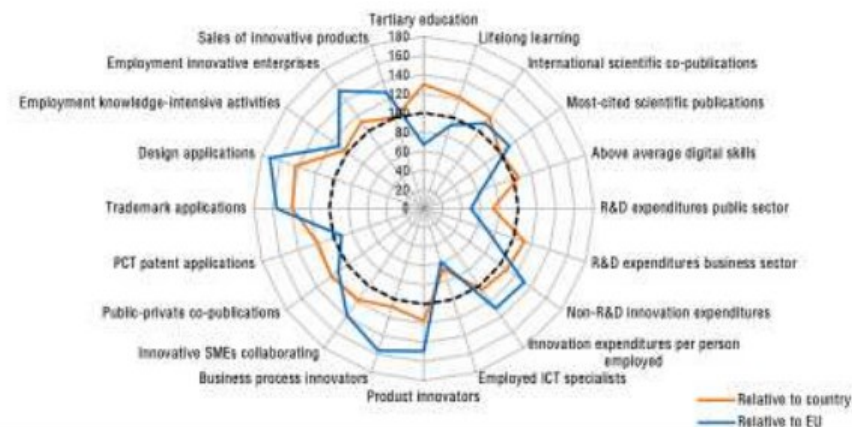 Tertiary education
Sales of innovative products
Lifelong learning
Employment innovative enterprises
International scientific co-publications
Employment knowledge-intensive activities
Most-cited scientific publications
Design applications
Above average digital skills
Trademark applications
R&D expenditures public sector
PCT patent applications
R&D expenditures business sector
Public-private co-publications
Non-R&D innovation expenditures
Innovative SMEs collaborating
Innovation expenditures per person
employed
Business process innovators
Employed ICT specialists
Product innovators
180
160
140
120
100
80
60
40
20
0
Relative to country
Relative to EU